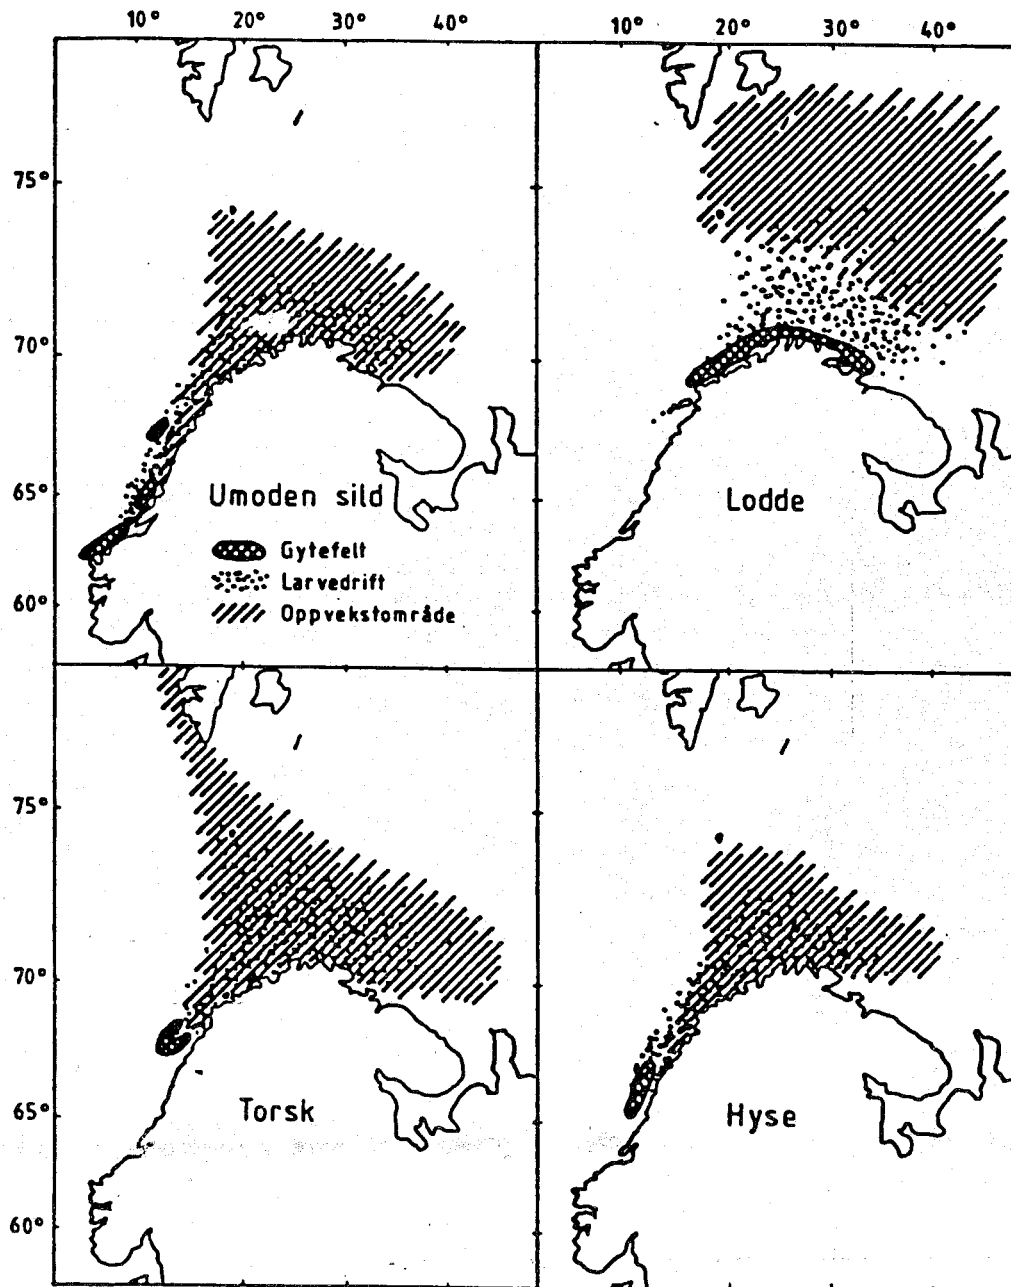 10° 20° 30° 40° 10° 20° 30° 40°
75°
70°
65°
60°
Umoden sild
Gytefelt
Larvedrift
Oppvekstområde
Lodde
75°
70°
65°
60°
Torsk
Hyse